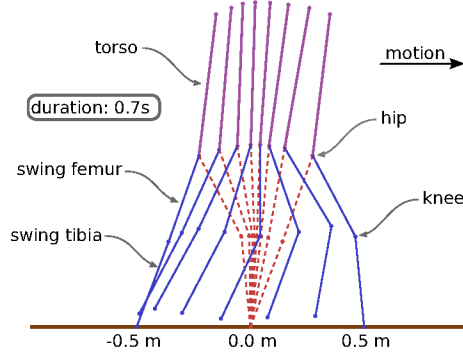 torso
motion
duration: 0.7s
hip
swing femur
knee
swing tibia
-0.5 m 0.0 m 0.5 m